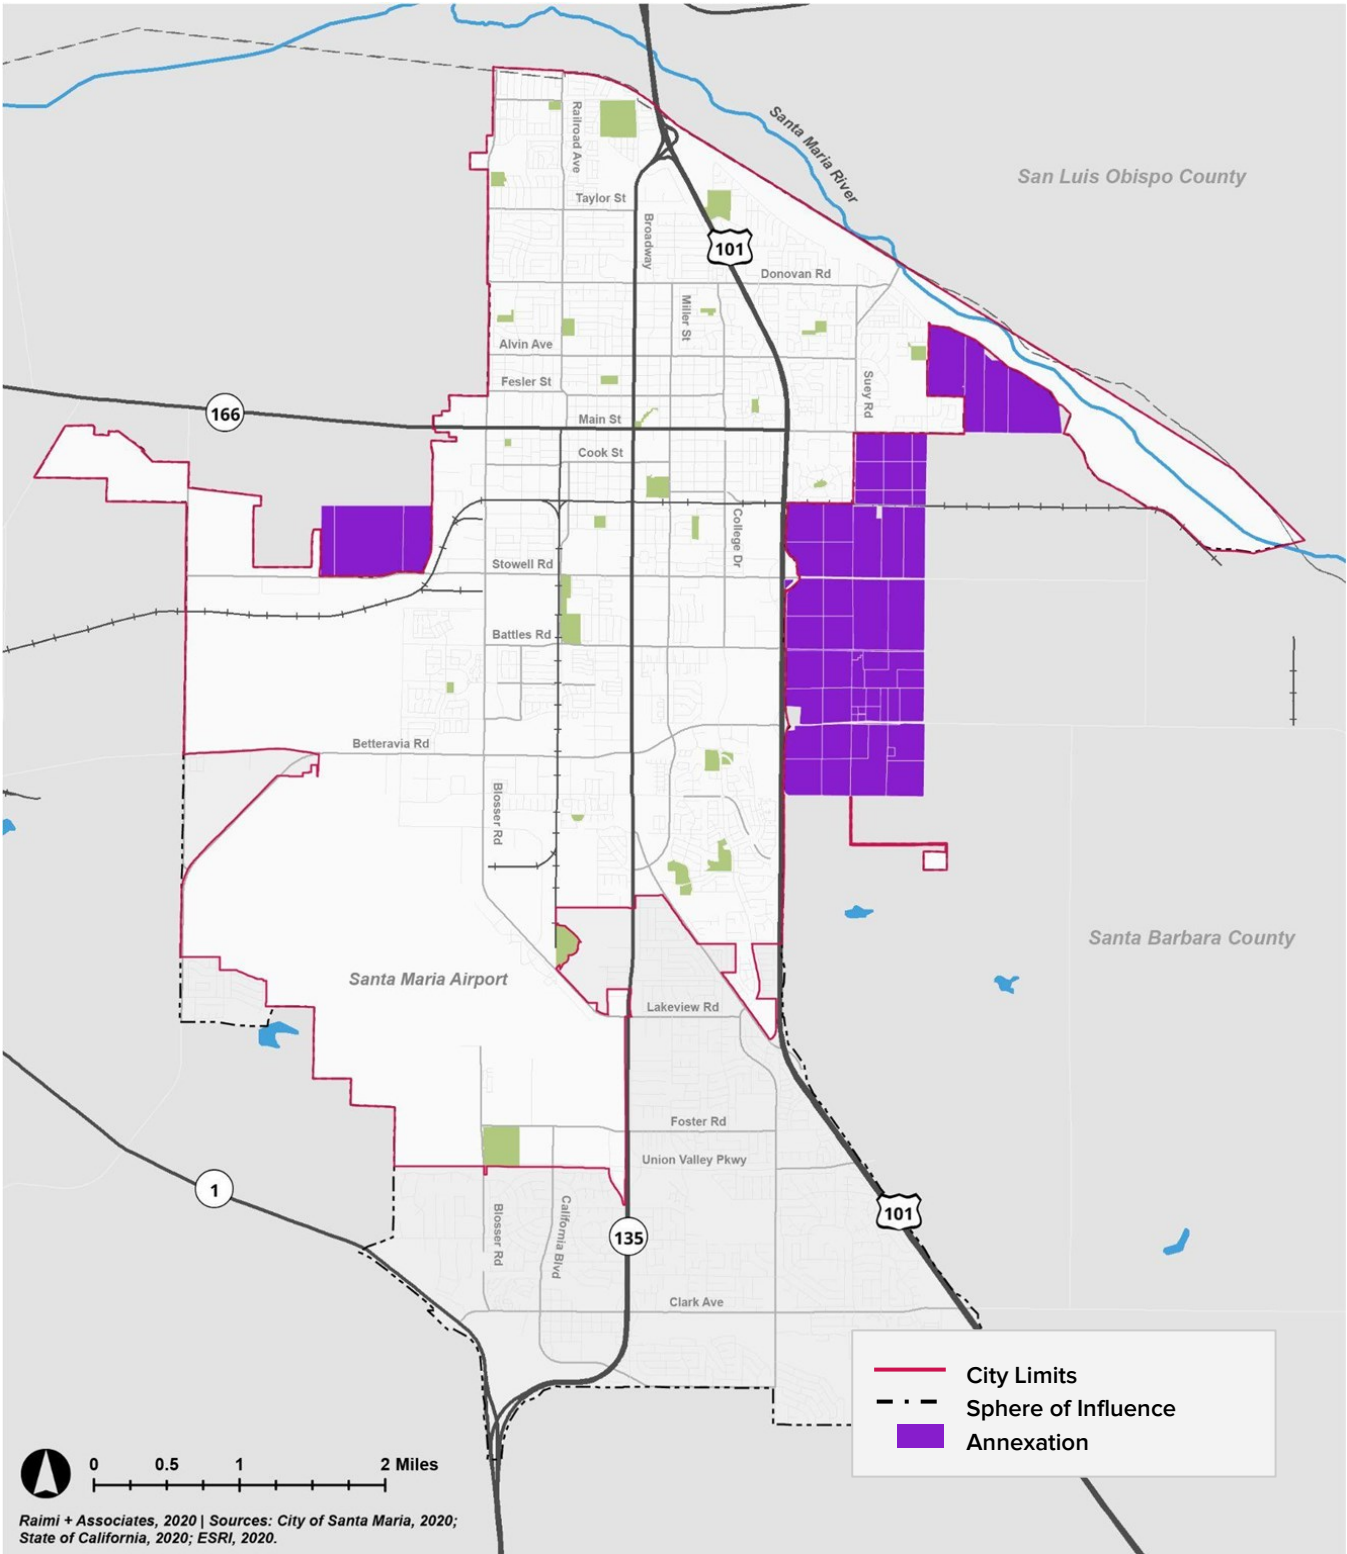 Santa Maria River
San Luis Obispo County
Railroad Ave
Taylor St
Broadway
101
Donovan Rd
Miller St
Alvin Ave
Fesler St
Suey Rd
166
Main St
Cook St
College Dr
Stowell Rd
Battles Rd
Betteravia Rd
Blosser Rd
Santa Barbara County
Santa Maria Airport
Lakeview Rd
Foster Rd
Union Valley Pkwy
1
101
Blosser Rd
California Blvd
135
Clark Ave
City Limits
Sphere of Influence
Annexation
0 0.5 1 2 Miles
Raimi + Associates, 2020 | Sources: City of Santa Maria, 2020;
State of California, 2020; ESRI, 2020.